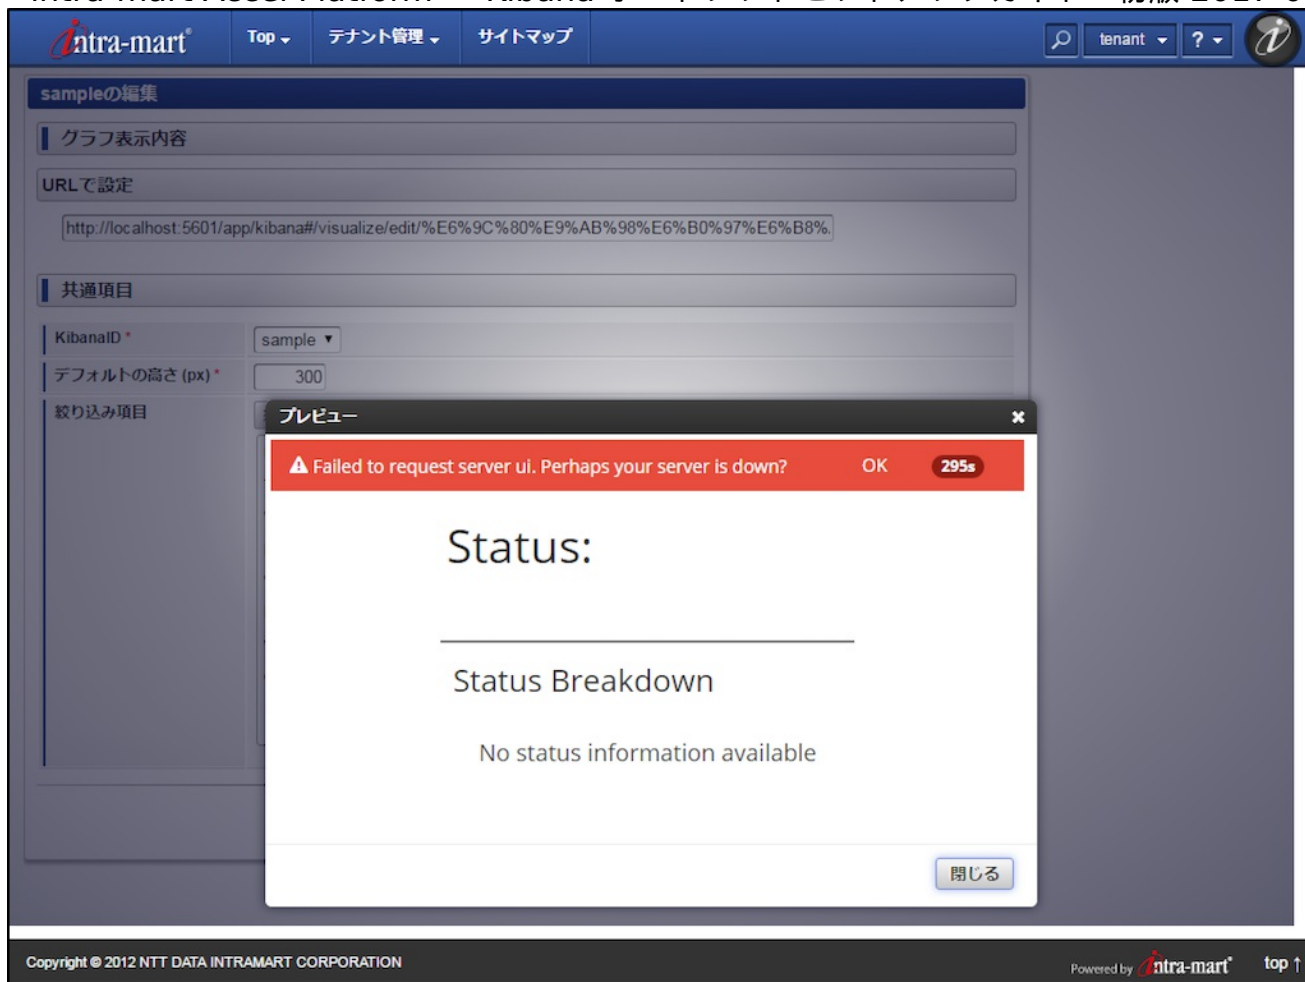 intra-mart Top テナント管理 サイトマップ tenant ?
sampleの編集
グラフ表示内容
URLで設定
http://localhost:5601/app/kibana#/visualize/edit/%E6%9C%80%E9%AB%98%E6%B0%97%E6%B8%.
共通項目
KibanaID * sample
デフォルトの高さ (px) * 300
絞り込み項目
プレビュー
Failed to request server ui. Perhaps your server is down? OK 295s
Status:
Status Breakdown
No status information available
閉じる
Copyright © 2012 NTT DATA INTRAMART CORPORATION Powered by intra-mart top ↑